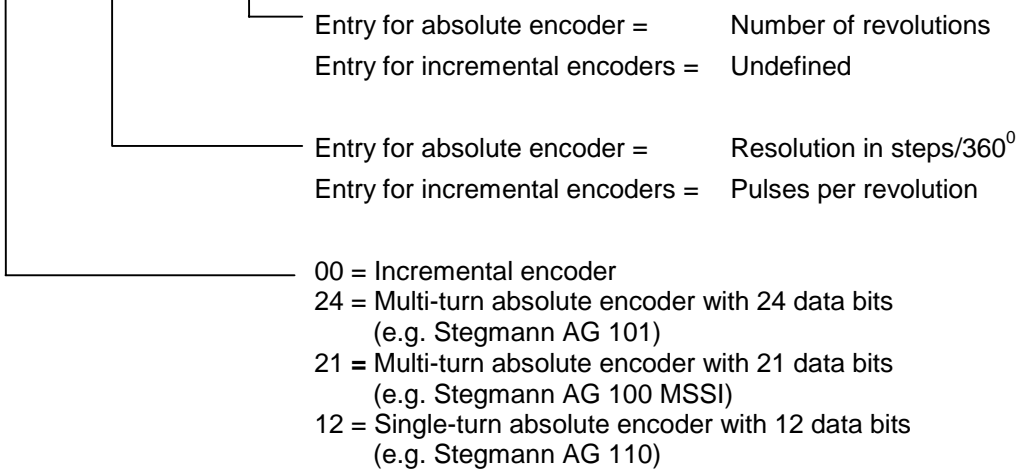 Entry for absolute encoder = Number of revolutions
Entry for incremental encoders = Undefined
Entry for absolute encoder = Resolution in steps/360⁰
Entry for incremental encoders = Pulses per revolution
00 = Incremental encoder
24 = Multi-turn absolute encoder with 24 data bits
(e.g. Stegmann AG 101)
21 = Multi-turn absolute encoder with 21 data bits
(e.g. Stegmann AG 100 MSSI)
12 = Single-turn absolute encoder with 12 data bits
(e.g. Stegmann AG 110)